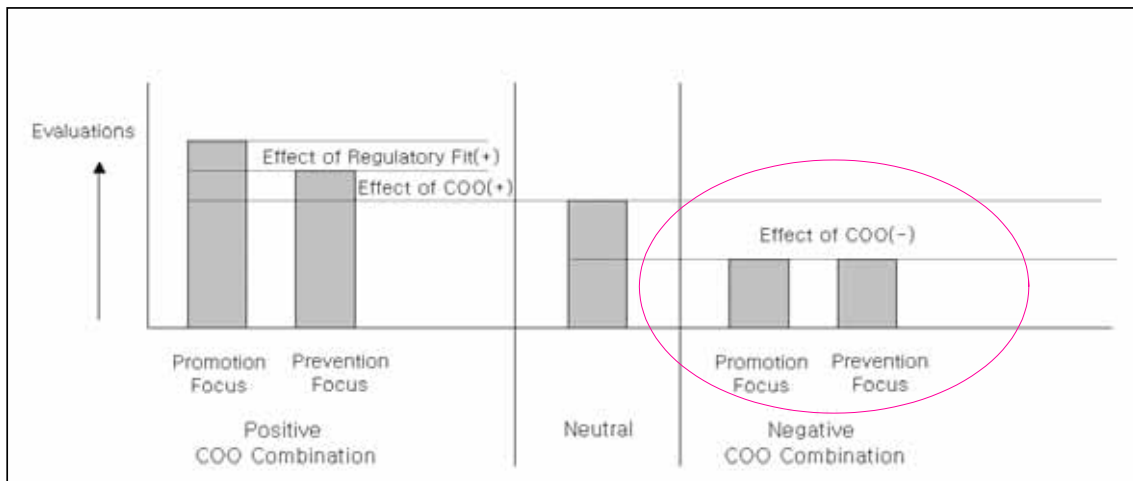 Evaluations
Effect of Regulatory Fit(+)
Effect of COO(+)
Effect of COO(-)
Promotion
Focus
Prevention
Focus
Promotion
Focus
Prevention
Focus
Positive
COO Combination
Neutral
Negative
COO Combination